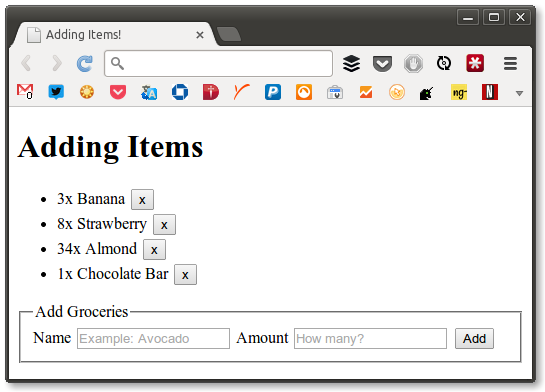 Adding Items!
0
ng-
N
Adding Items
3x Banana x
8x Strawberry x
34x Almond x
1x Chocolate Bar x
Add Groceries
Name Example: Avocado Amount How many? Add